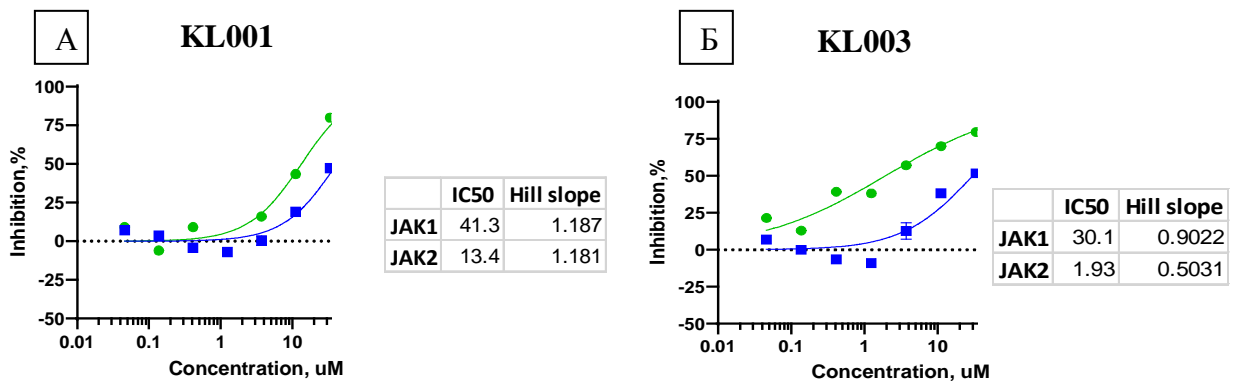 А
KL001
100
75
50
25
0
-25
-50
Inhibition,%
0.01 0.1 1 10
Concentration, uM
IC50 Hill slope
JAK1 41.3 1.187
JAK2 13.4 1.181
Б
KL003
100
75
50
25
0
-25
-50
Inhibition,%
0.01 0.1 1 10
Concentration, uM
IC50 Hill slope
JAK1 30.1 0.9022
JAK2 1.93 0.5031